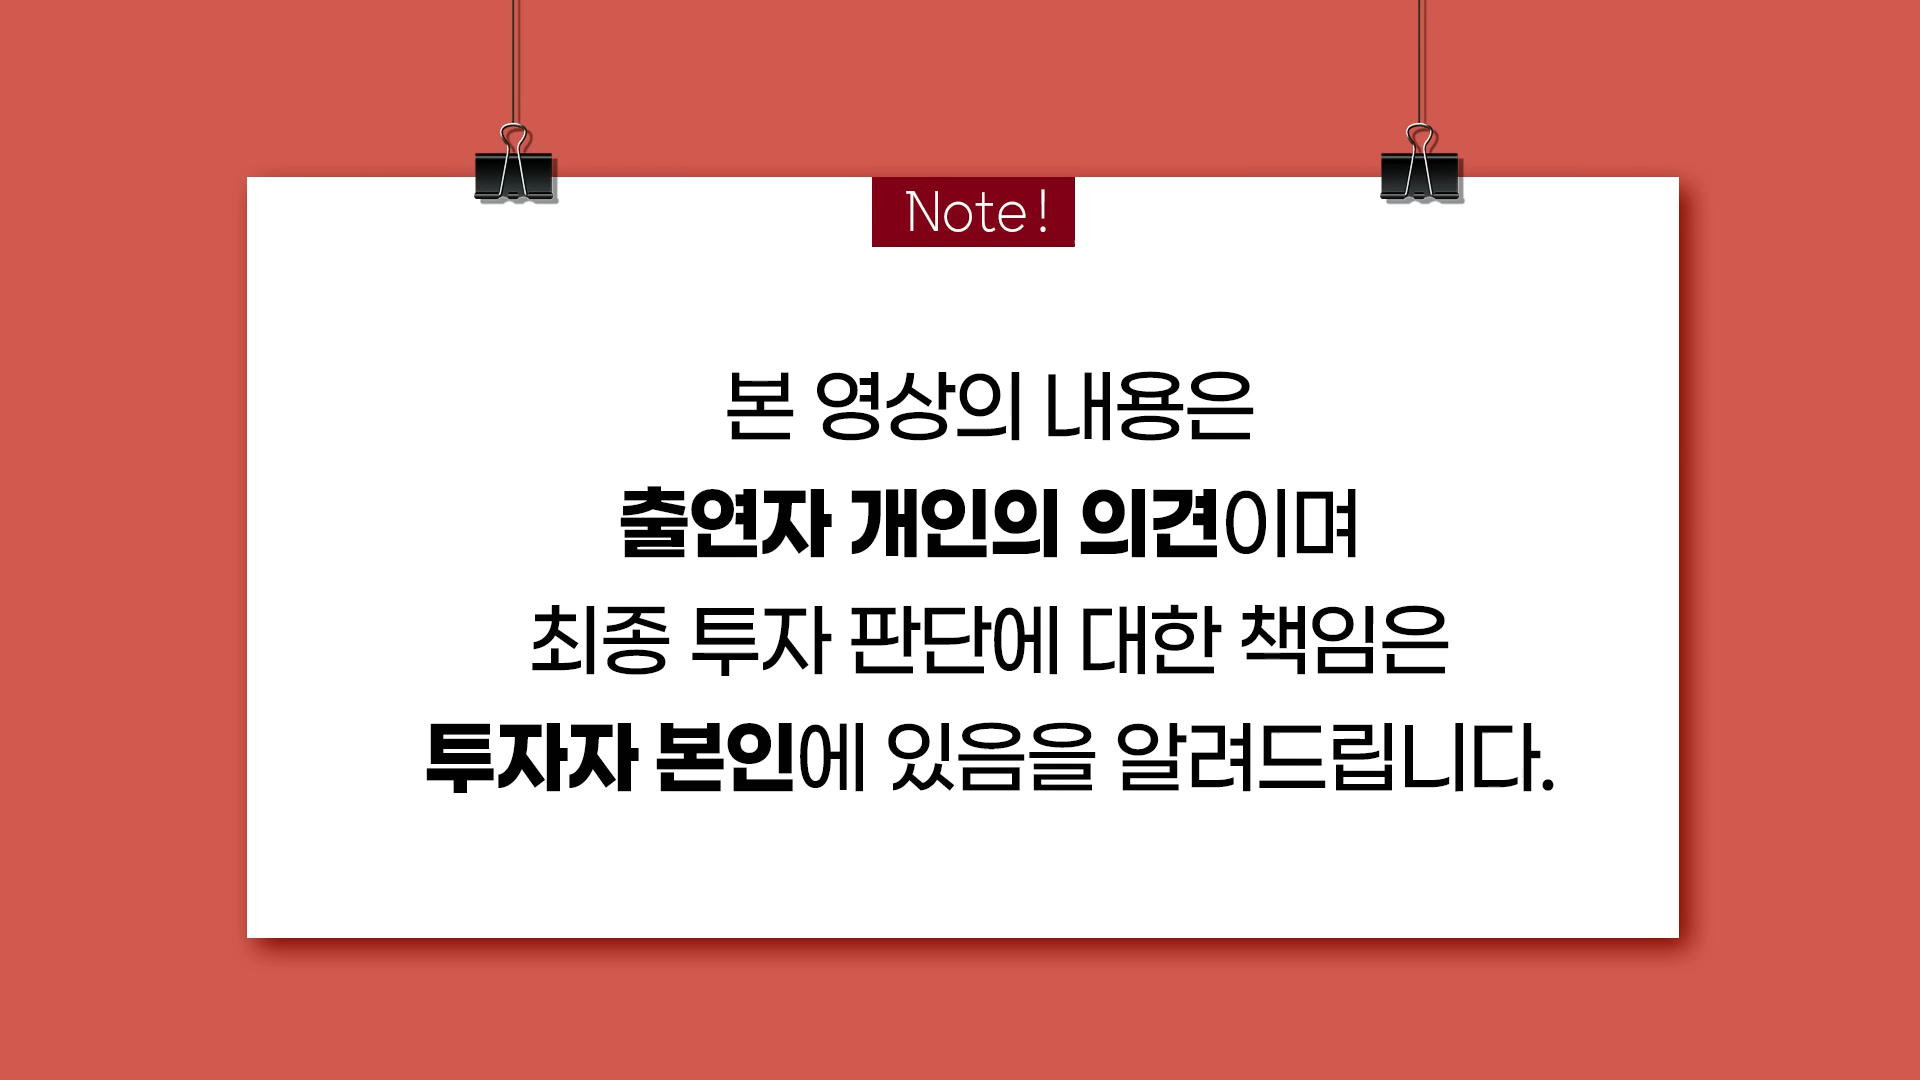 Note!
본 영상의 내용은
출연자 개인의 의견이며
최종 투자 판단에 대한 책임은
투자자 본인에 있음을 알려드립니다.